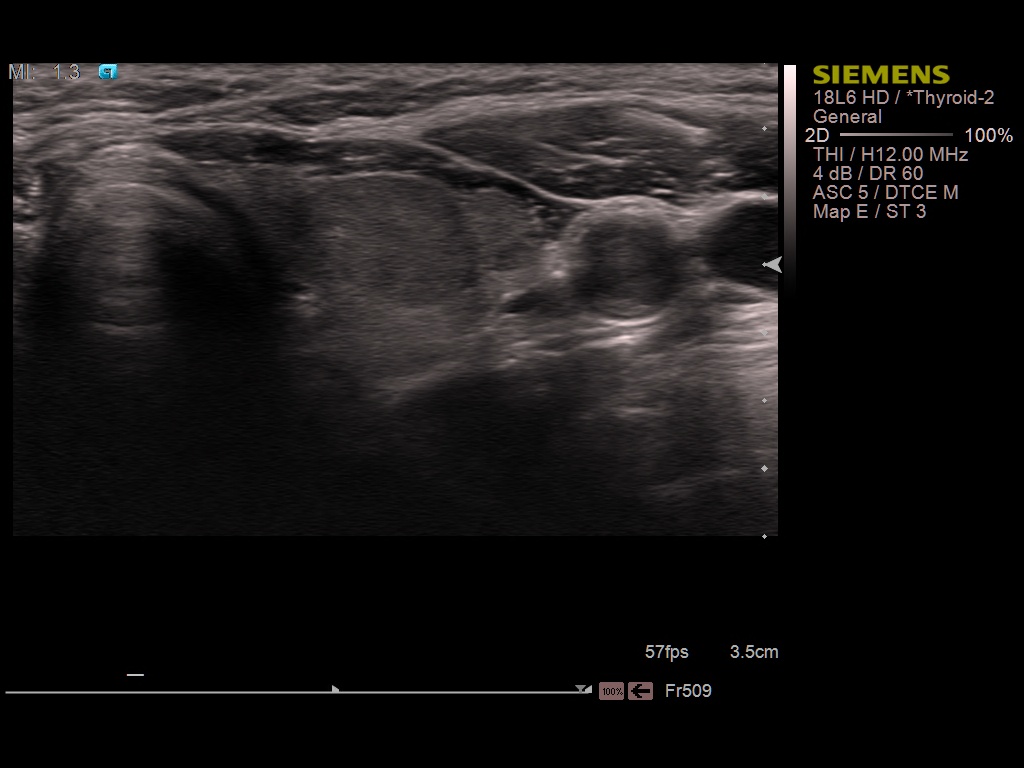 MI: 1.3
SIEMENS
18L6 HD / *Thyroid-2
General
2D 100%
THI / H12.00 MHz
4 dB / DR 60
ASC 5 / DTCE M
Map E / ST 3
57fps 3.5cm
100% Fr509